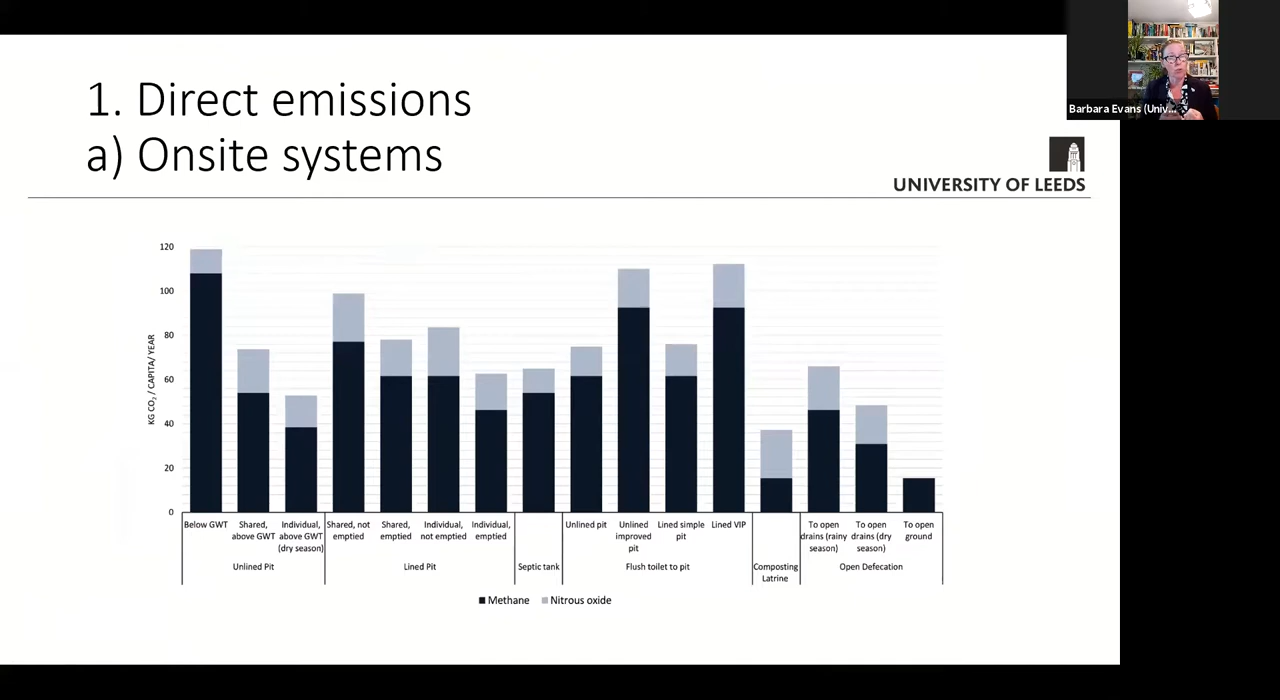 1. Direct emissions
a) Onsite systems
Barbara Evans (Univ...
UNIVERSITY OF LEEDS
KG CO₂ / CAPITA/ YEAR
120
100
80
60
40
20
0
Below GWT
Shared,
above GWT
Individual,
above GWT
(dry season)
Shared, not
emptied
Shared,
emptied
Individual,
not emptied
Individual,
emptied
Unlined pit
Unlined
improved
pit
Lined simple
pit
Lined VIP
To open
drains (rainy
season)
To open
drains (dry
season)
To open
ground
Unlined Pit
Lined Pit
Septic tank
Flush toilet to pit
Composting
Latrine
Open Defecation
Methane
Nitrous oxide